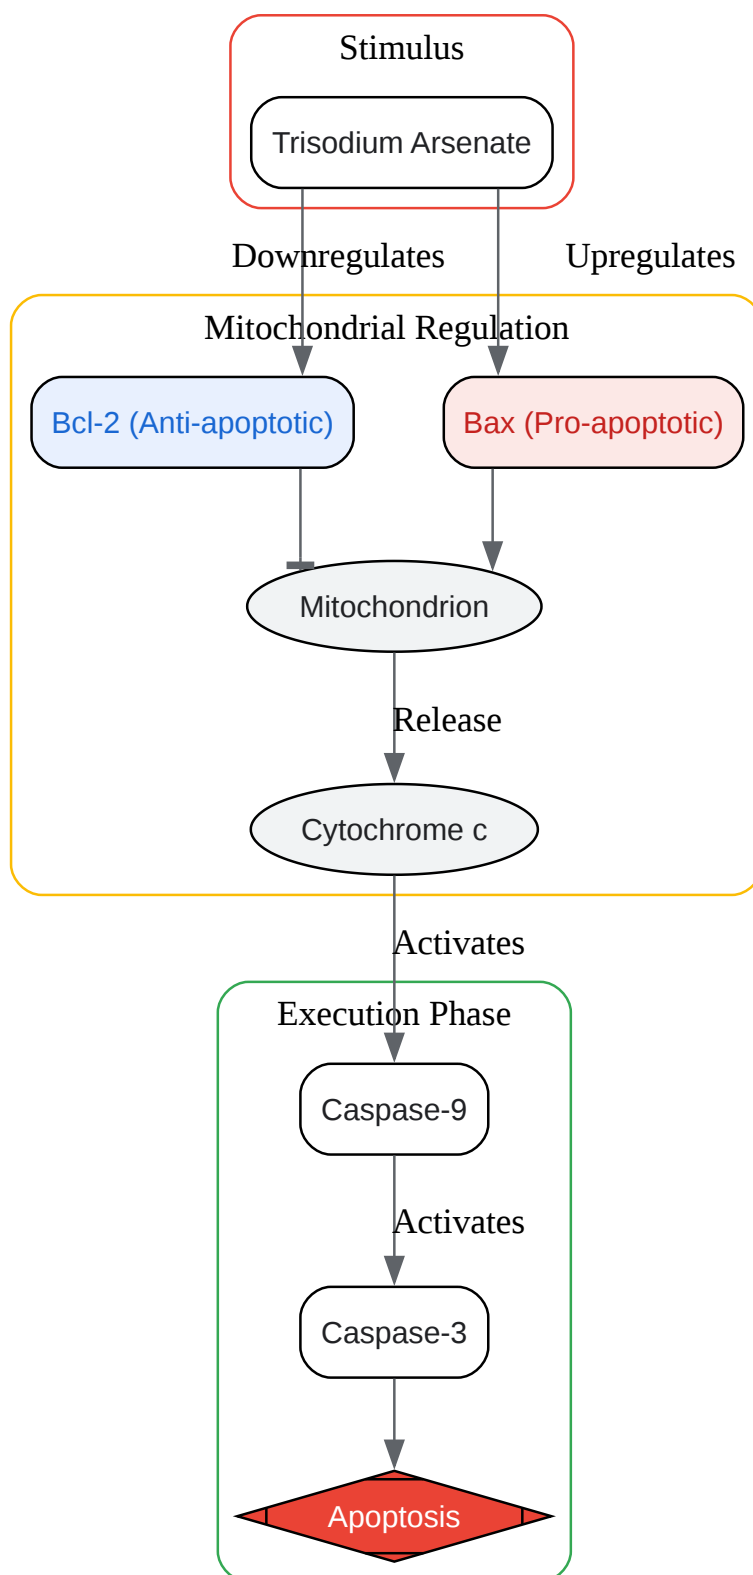 Stimulus
Trisodium Arsenate
Downregulates
Upregulates
Mitochondrial Regulation
Bcl-2 (Anti-apoptotic)
Bax (Pro-apoptotic)
Mitochondrion
Release
Cytochrome c
Activates
Execution Phase
Caspase-9
Activates
Caspase-3
Apoptosis